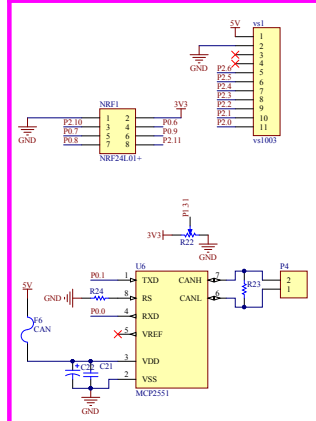 5V vs1
1
2
3
GND 4
P2.6 5
P2.5 6
P2.4 7
P2.3 8
P2.2 9
P2.1 10
P2.0 11
vs1003
NRF1 3V3
1 2
P2.10 3 4 P0.6
GND P0.7 5 6 P0.9
P0.8 7 8 P2.11
NRF24L01+
P1.31
3V3 R22 GND
U6
P0.1 1 TXD CANH 7 R23 P4
5V GND R24 8 RS CANL 6 2
P0.0 4 RXD 1
F6
CAN 5 VREF
3 VDD
C22 C21
2 VSS
MCP2551
GND